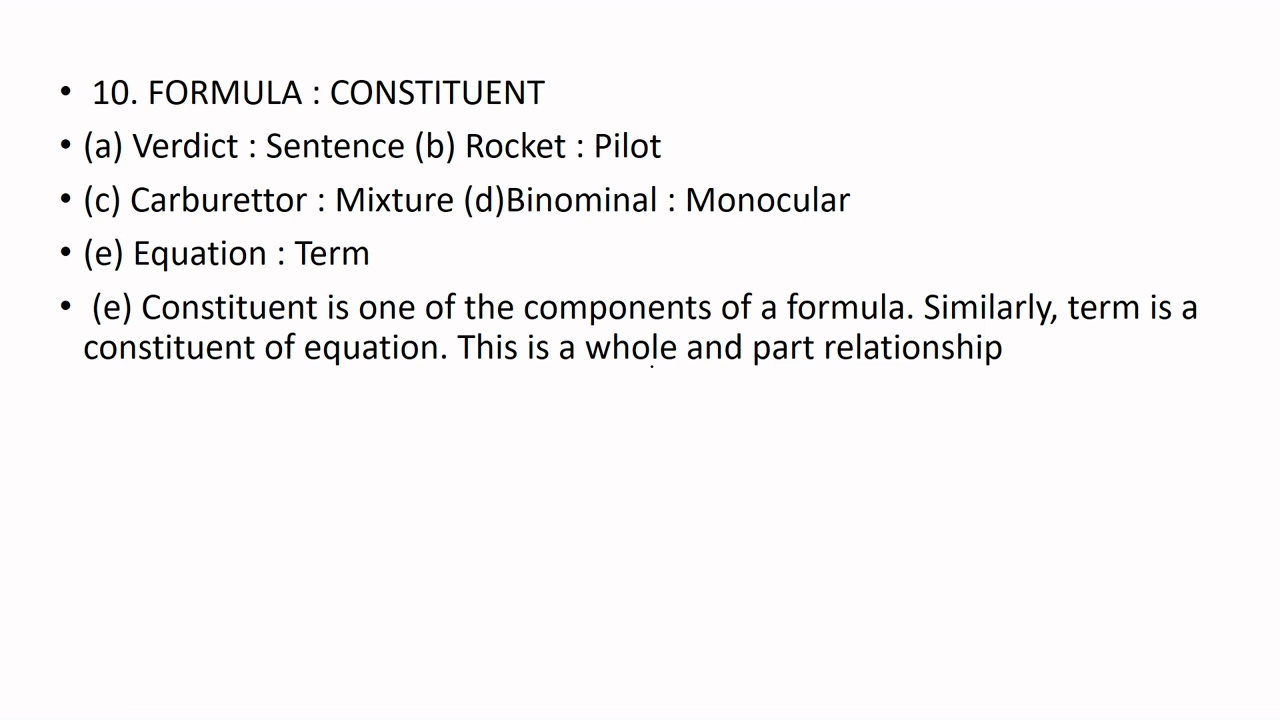 • 10. FORMULA : CONSTITUENT
• (a) Verdict : Sentence (b) Rocket : Pilot
• (c) Carburettor : Mixture (d)Binominal : Monocular
• (e) Equation : Term
• (e) Constituent is one of the components of a formula. Similarly, term is a
constituent of equation. This is a whole and part relationship